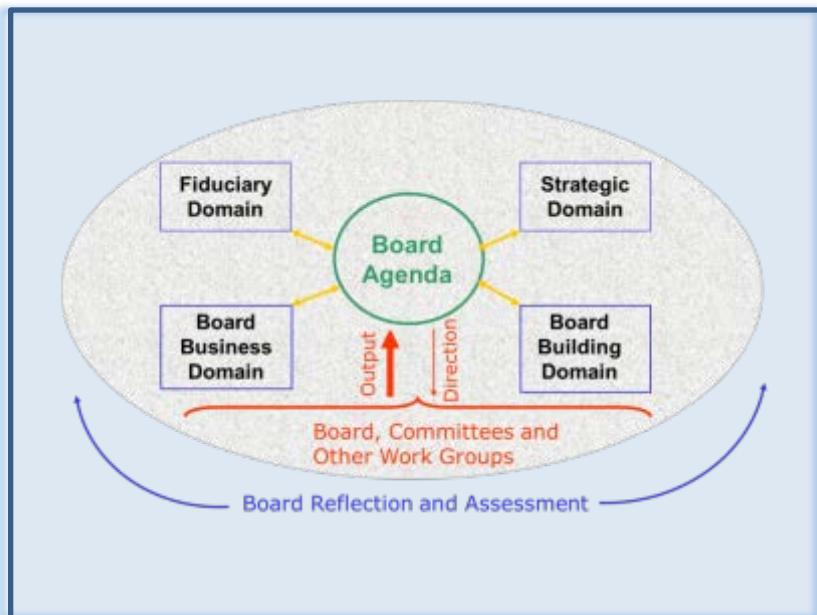 Fiduciary
Domain
Strategic
Domain
Board
Agenda
Board
Business
Domain
Board
Building
Domain
Output
Direction
Board, Committees and
Other Work Groups
Board Reflection and Assessment